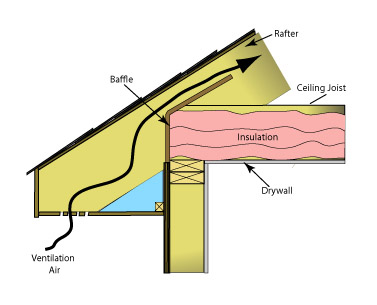 Rafter
Baffle
Ceiling Joist
Insulation
Drywall
Ventilation
Air